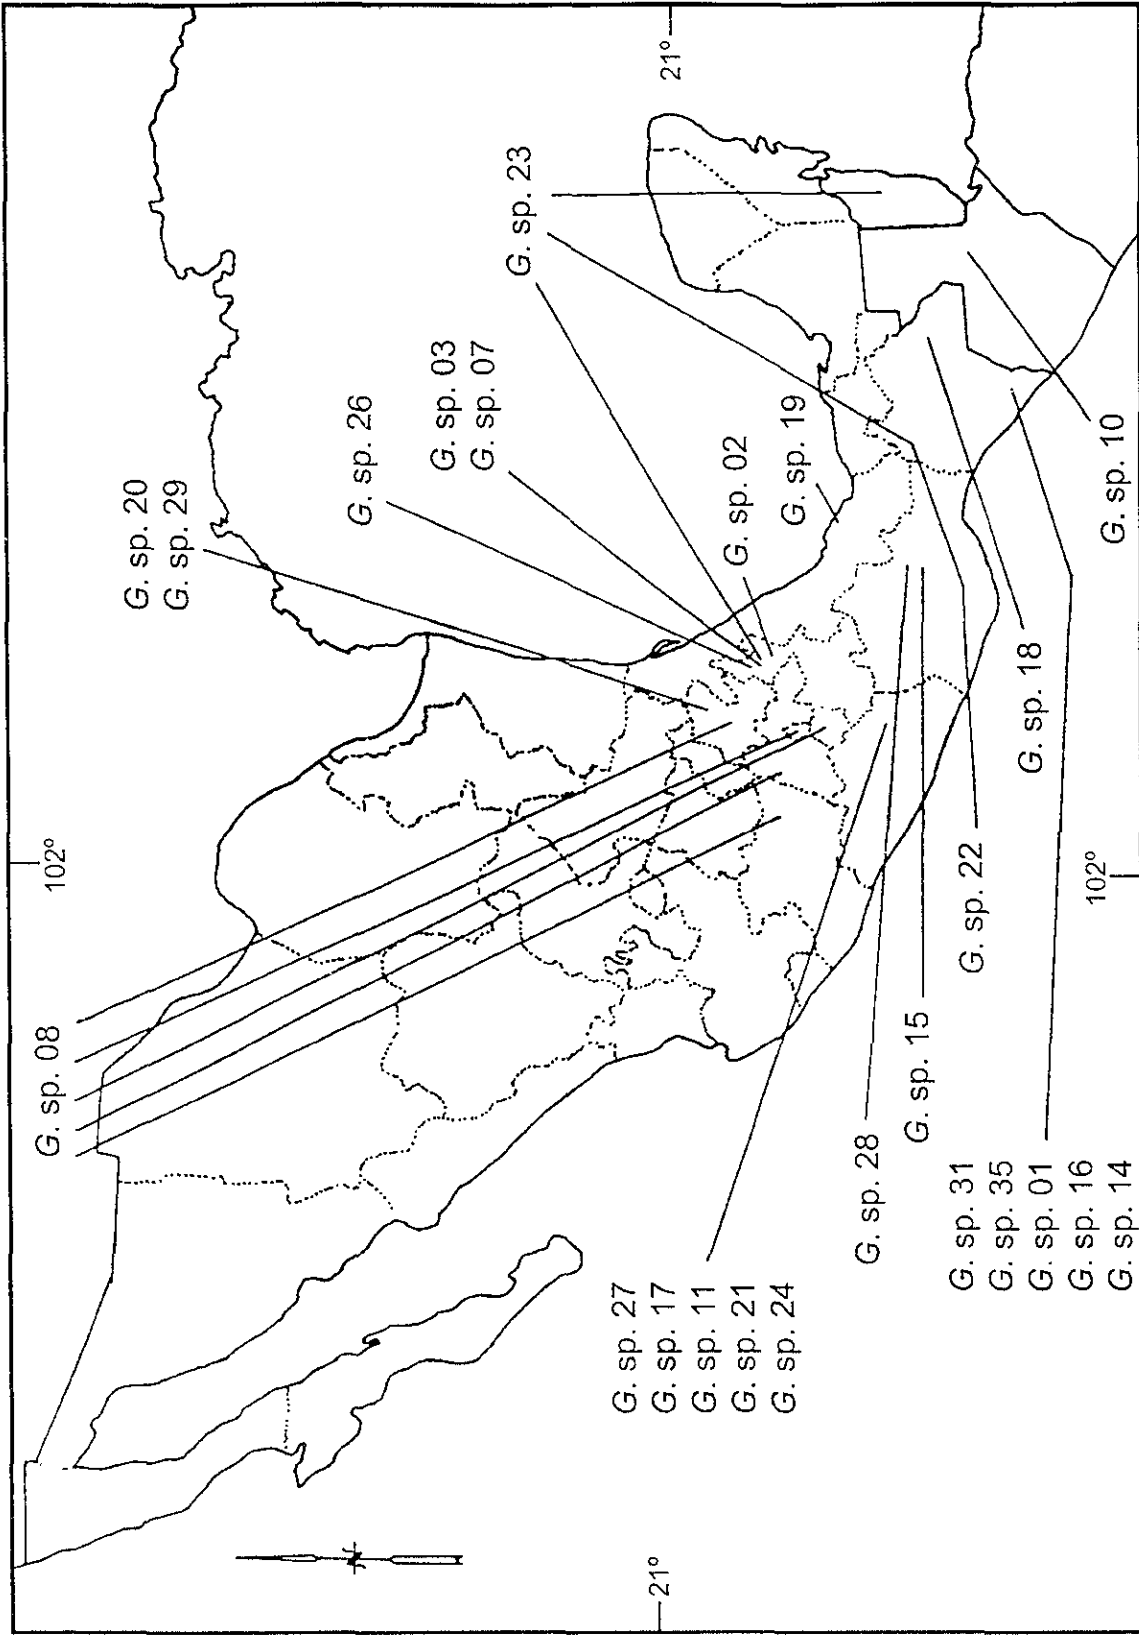 102°
G. sp. 08
G. sp. 20
G. sp. 29
G. sp. 26
G. sp. 03
G. sp. 07
G. sp. 23
21°
G. sp. 02
G. sp. 19
21°
G. sp. 27
G. sp. 17
G. sp. 11
G. sp. 21
G. sp. 24
G. sp. 28
G. sp. 15
G. sp. 22
G. sp. 18
G. sp. 10
G. sp. 31
G. sp. 35
G. sp. 01
G. sp. 16
G. sp. 14
102°